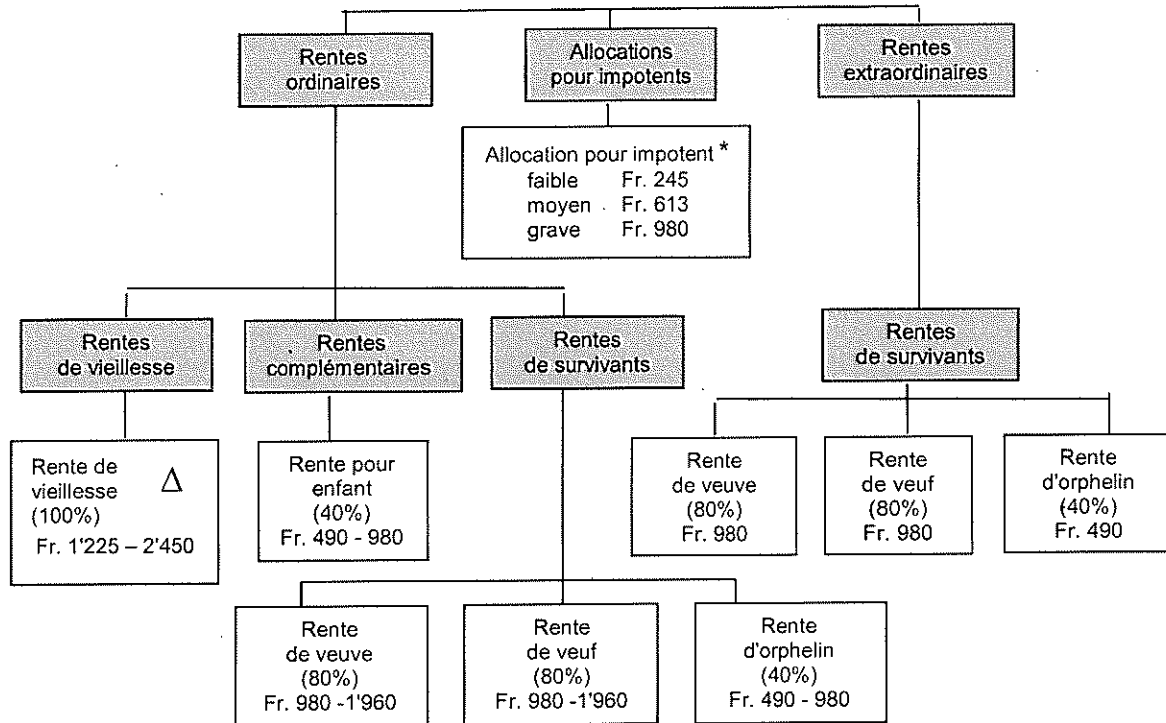 Rentes
ordinaires
Allocations
pour impotents
Rentes
extraordinaires
Allocation pour impotent *
faible Fr. 245
moyen Fr. 613
grave Fr. 980
Rentes
de vieillesse
Rentes
complémentaires
Rentes
de survivants
Rentes
de survivants
Rente de
vieillesse Δ
(100%)
Fr. 1'225 – 2'450
Rente pour
enfant
(40%)
Fr. 490 - 980
Rente
de veuve
(80%)
Fr. 980
Rente
de veuf
(80%)
Fr. 980
Rente
d'orphelin
(40%)
Fr. 490
Rente
de veuve
(80%)
Fr. 980 -1'960
Rente
de veuf
(80%)
Fr. 980 -1'960
Rente
d'orphelin
(40%)
Fr. 490 - 980